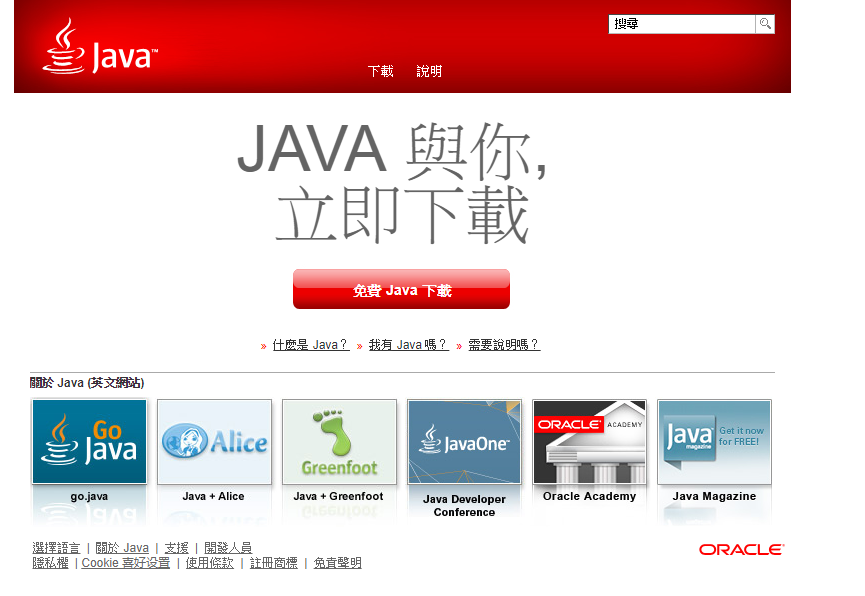 Java™
搜尋
下載 說明
JAVA 與你,
立即下載
免費 Java 下載
» 什麼是 Java？ » 我有 Java 嗎？ » 需要說明嗎？
關於 Java (英文網站)
Go Java
Alice
Greenfoot
JavaOne™
ORACLE ACADEMY
Java magazine
Get it now
for FREE!
go.java
Java + Alice
Java + Greenfoot
Java Developer
Conference
Oracle Academy
Java Magazine
選擇語言 | 關於 Java | 支援 | 開發人員
隱私權 | Cookie 喜好设置 | 使用條款 | 註冊商標 | 免責聲明
ORACLE